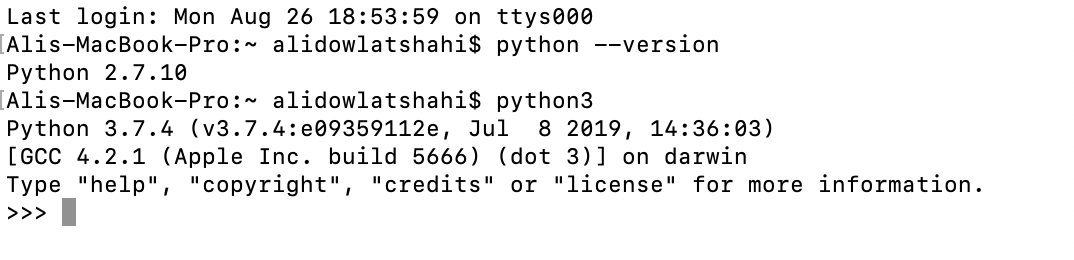 Last login: Mon Aug 26 18:53:59 on ttys000
[Alis-MacBook-Pro:~ alidowlatshahi$ python --version
Python 2.7.10
[Alis-MacBook-Pro:~ alidowlatshahi$ python3
Python 3.7.4 (v3.7.4:e09359112e, Jul  8 2019, 14:36:03)
[GCC 4.2.1 (Apple Inc. build 5666) (dot 3)] on darwin
Type "help", "copyright", "credits" or "license" for more information.
>>>